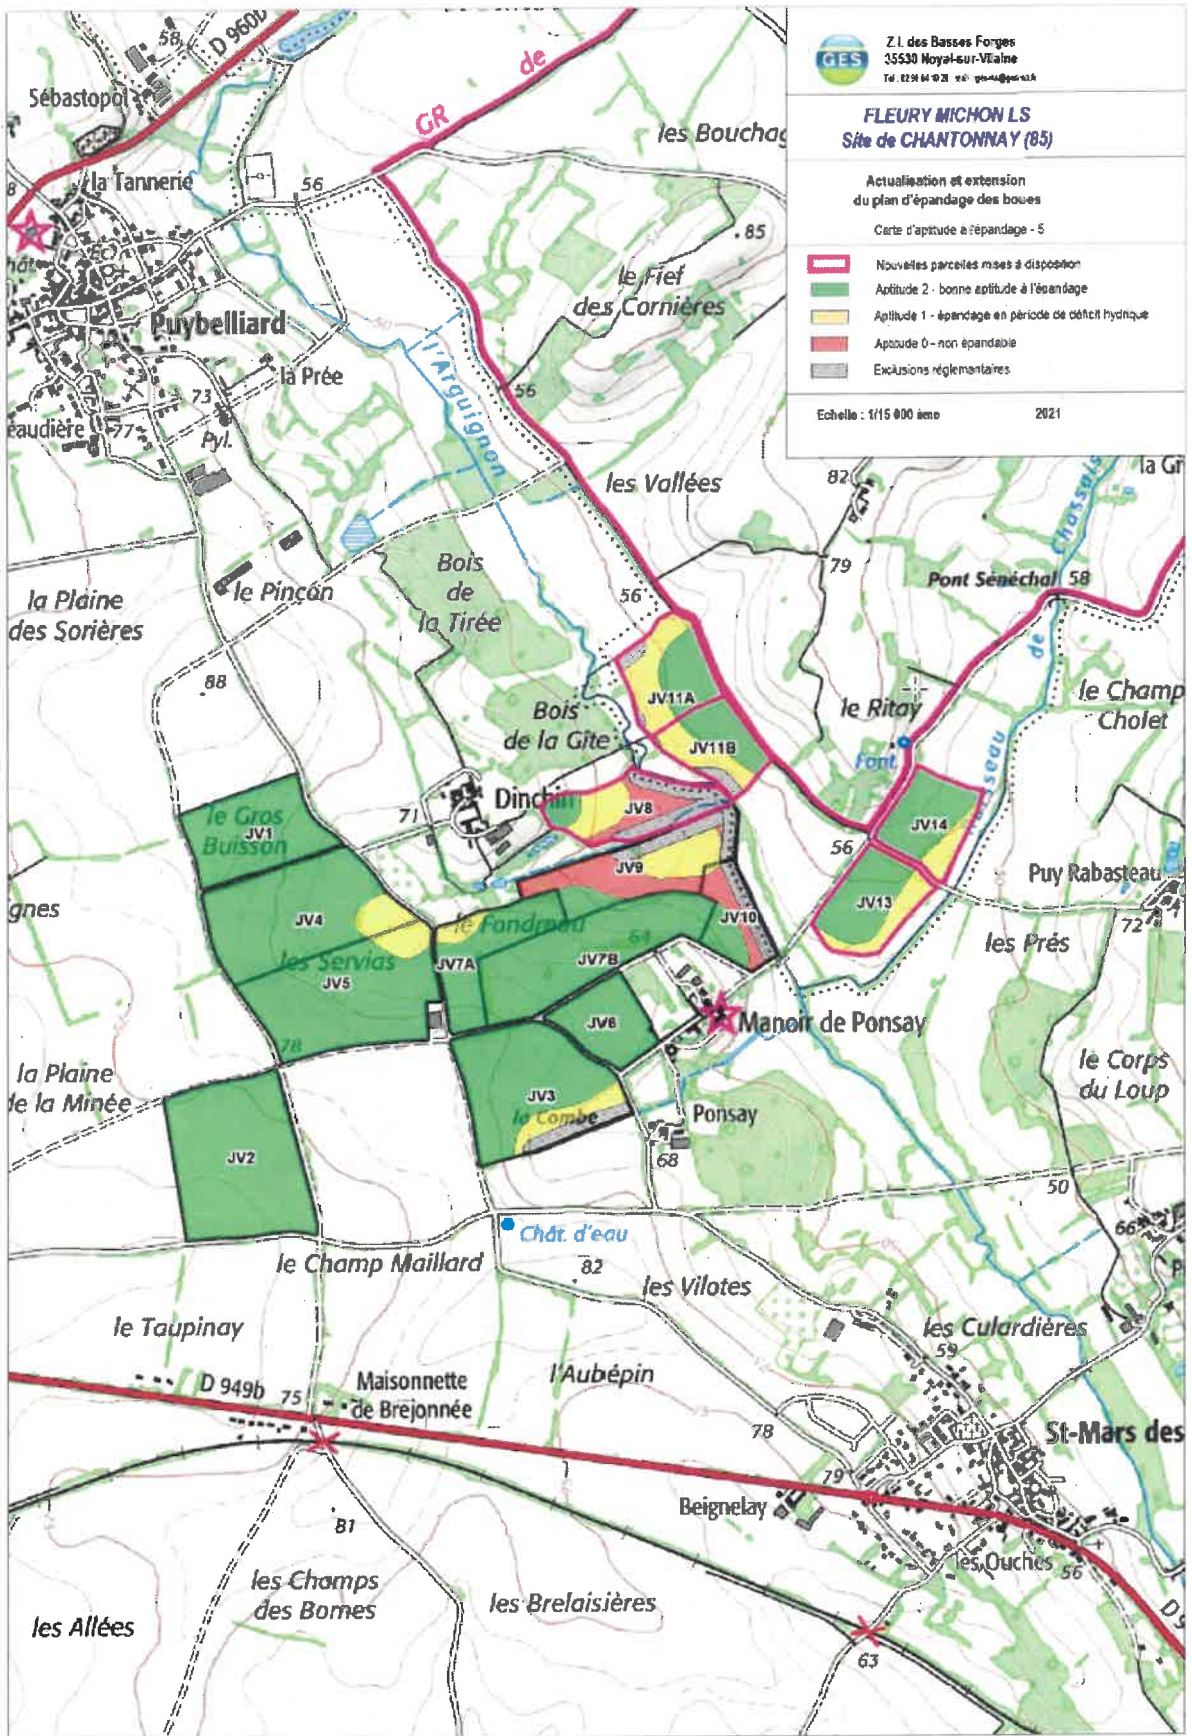 GES
Z.I. des Basses Forges
35530 Noyal-sur-Vilaine
FLEURY MICHON LS
Site de CHANTONNAY (85)
Actualisation et extension
du plan d'épandage des boues
Carte d'aptitude à l'épandage - 5
Nouvelles parcelles mises à disposition
Aptitude 2 - bonne aptitude à l'épandage
Aptitude 1 - épandage en période de déficit hydrique
Aptitude 0 - non épandable
Exclusions réglementaires
Echelle : 1/15 000 ème
2021
58
D 960b
Sébastopol
GR
de
les Bouchag
8
la Tannerie
56
85
hât
le Fief
des Cornières
Puybelliard
50
l'Arguignon
la Prée
56
73
eaudière
77
Pyl.
les Vallées
82
la Gr
Chassais
Bois
de
la Tirée
79
Pont Sénéchal
58
le Pinçon
56
la Plaine
des Sorières
de
88
JV11A
le Ritay
le Champ
Cholet
Bois
de la Gîte
JV11B
Font.
Dinchin
JV8
le Gros
Buisson
JV1
71
JV14
56
JV9
Puy Rabasteau
gnes
JV4
le Fondreau
JV10
JV13
72
64
les Prés
les Servias
JV7A
JV7B
JV5
JV6
Manoir de Ponsay
78
la Plaine
de la Minée
le Corps
du Loup
JV3
la Combe
Ponsay
JV2
68
50
66
Chât. d'eau
le Champ Maillard
82
les Vilotes
P
le Taupinay
les Culardières
59
l'Aubépin
D 949b
75
Maisonnette
de Brejonnée
75
78
St-Mars des
79
Beignelay
81
les Ouches
56
les Champs
des Bornes
les Brelaisières
D 9
les Allées
63